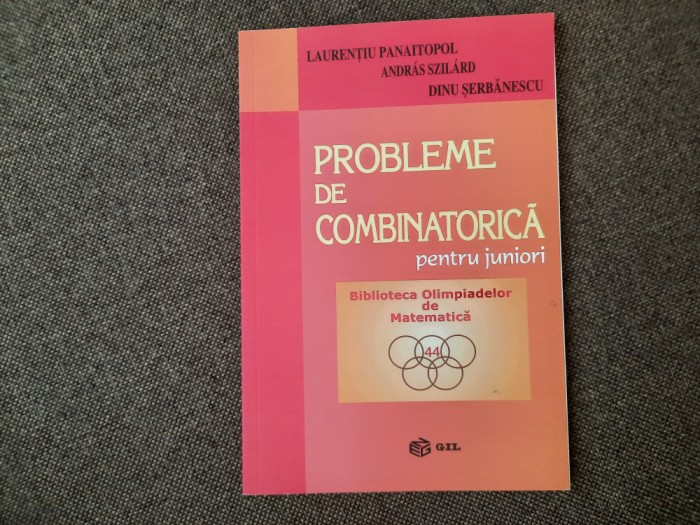 LAURENȚIU PANAITOPOL
ANDRÁS SZILÁRD
DINU ȘERBĂNESCU
PROBLEME
DE
COMBINATORICĂ
pentru juniori
Biblioteca Olimpiadelor
de
Matematică
44
GIL